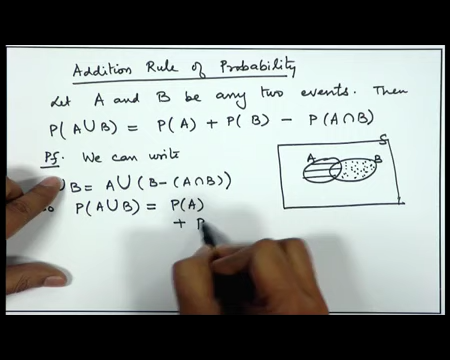 Addition Rule of Probability
Let A and B be any two events. Then
P( A ∪ B) = P( A) + P( B) - P( A ∩ B)
Pf. We can write
∪ B = A ∪ ( B - (A ∩ B))
P(A ∪ B) = P(A)
+ P
S
A B